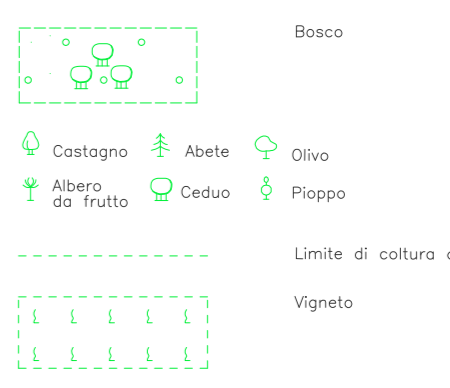 Bosco
Castagno
Abete
Olivo
Albero
da frutto
Ceduo
Pioppo
Limite di coltura
Vigneto